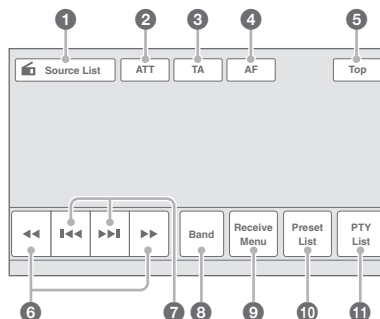 1 2 3 4 5
Source List ATT TA AF Top
Band Receive Menu Preset List PTY List
6 7 8 9 10 11